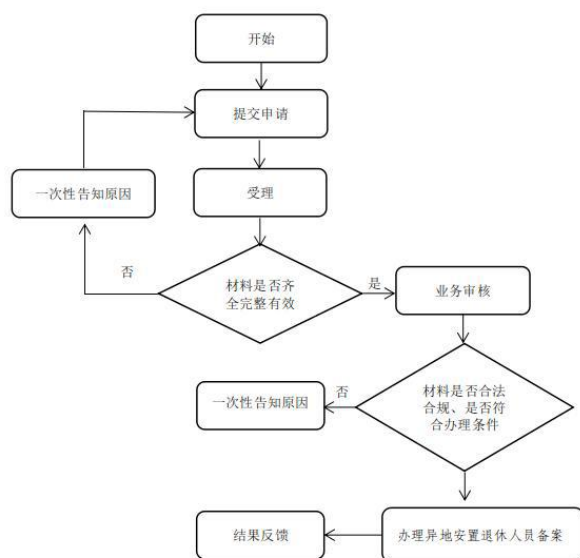 开始
提交申请
一次性告知原因
受理
否
材料是否齐
全完整有效
是
业务审核
材料是否合法
合规、是否符
合办理条件
否
一次性告知原因
办理异地安置退休人员备案
结果反馈